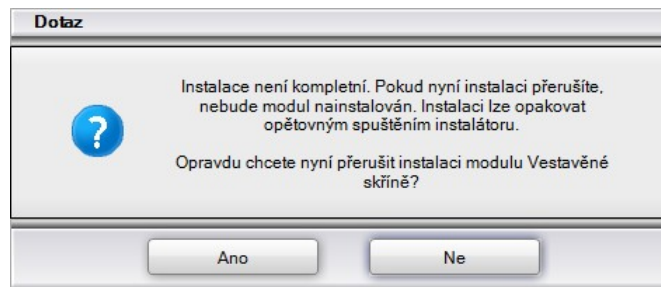 Dotaz
Instalace není kompletní. Pokud nyní instalaci přerušíte,
nebude modul nainstalován. Instalaci lze opakovat
opětovným spuštěním instalátoru.
Opravdu chcete nyní přerušit instalaci modulu Vestavěné
skříně?
Ano
Ne